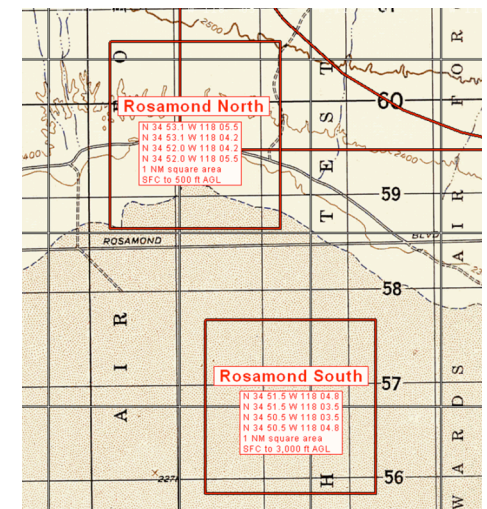 2500
O
F O R
T E S T
60
Rosamond North
N 34 53.1 W 118 05.5
N 34 53.1 W 118 04.2
N 34 52.0 W 118 04.2
N 34 52.0 W 118 05.5
1 NM square area
SFC to 500 ft AGL
2400
59
A I R
ROSAMOND
BLVD
58
A I R
Rosamond South
57
N 34 51.5 W 118 04.8
N 34 51.5 W 118 03.5
N 34 50.5 W 118 03.5
N 34 50.5 W 118 04.8
1 NM square area
SFC to 3,000 ft AGL
W A R D S
2271
H
56